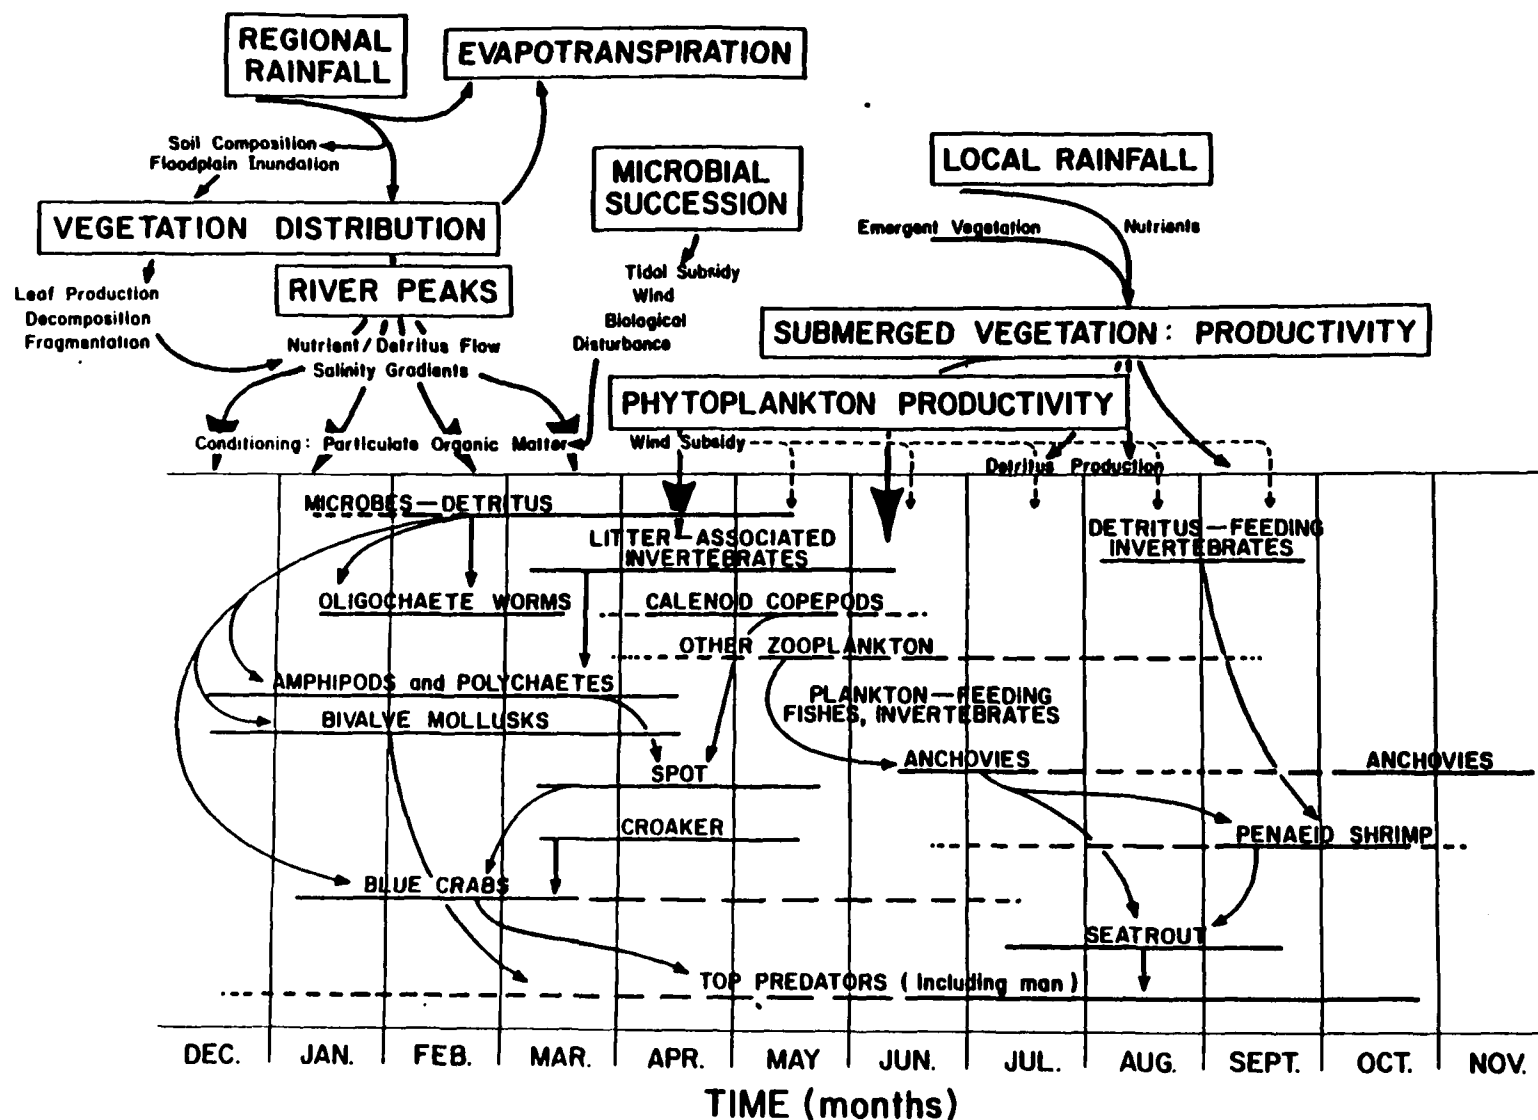 REGIONAL
RAINFALL
EVAPOTRANSPIRATION
Soil Composition
Floodplain Inundation
MICROBIAL
SUCCESSION
LOCAL RAINFALL
VEGETATION DISTRIBUTION
Emergent Vegetation
Nutrients
RIVER PEAKS
Leaf Production
Decomposition
Fragmentation
Tidal Subsidy
Wind
Biological
Disturbance
SUBMERGED VEGETATION: PRODUCTIVITY
Nutrient/Detritus Flow
Salinity Gradients
PHYTOPLANKTON PRODUCTIVITY
Conditioning: Particulate Organic Matter
Wind Subsidy
Detritus Production
MICROBES—DETRITUS
LITTER—ASSOCIATED
INVERTEBRATES
DETRITUS—FEEDING
INVERTEBRATES
OLIGOCHAETE WORMS
CALENOID COPEPODS
OTHER ZOOPLANKTON
AMPHIPODS and POLYCHAETES
PLANKTON—FEEDING
FISHES, INVERTEBRATES
BIVALVE MOLLUSKS
ANCHOVIES
ANCHOVIES
SPOT
CROAKER
PENAEID SHRIMP
BLUE CRABS
SEATROUT
TOP PREDATORS (including man)
DEC. JAN. FEB. MAR. APR. MAY JUN. JUL. AUG. SEPT. OCT. NOV.
TIME (months)